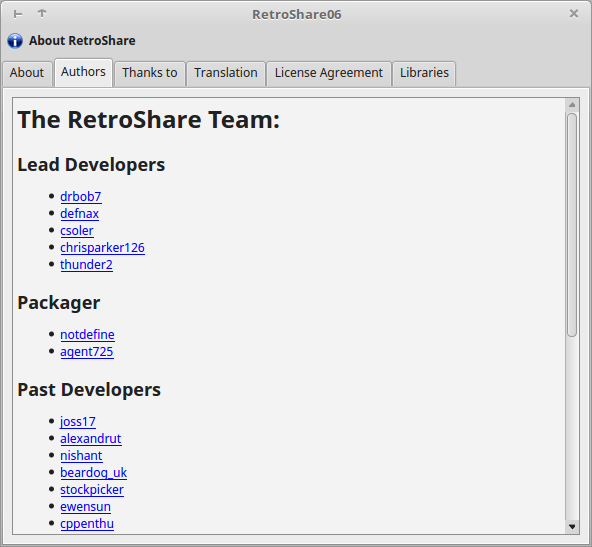 RetroShare06
About RetroShare
About Authors Thanks to Translation License Agreement Libraries
The RetroShare Team:
Lead Developers
drbob7
defnax
csoler
chrisparker126
thunder2
Packager
notdefine
agent725
Past Developers
joss17
alexandrut
nishant
beardog_uk
stockpicker
ewensun
cppenthu